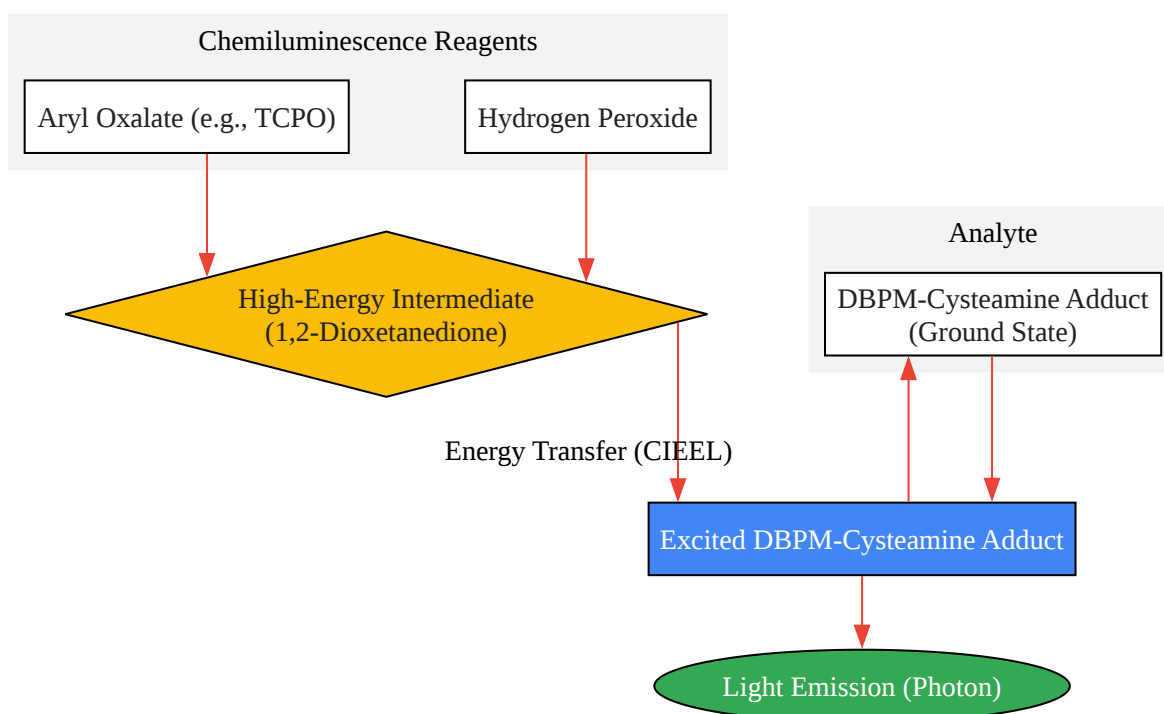 Chemiluminescence Reagents
Aryl Oxalate (e.g., TCPO)
Hydrogen Peroxide
Analyte
High-Energy Intermediate
(1,2-Dioxetanedione)
DBPM-Cysteamine Adduct
(Ground State)
Energy Transfer (CIEEL)
Excited DBPM-Cysteamine Adduct
Light Emission (Photon)